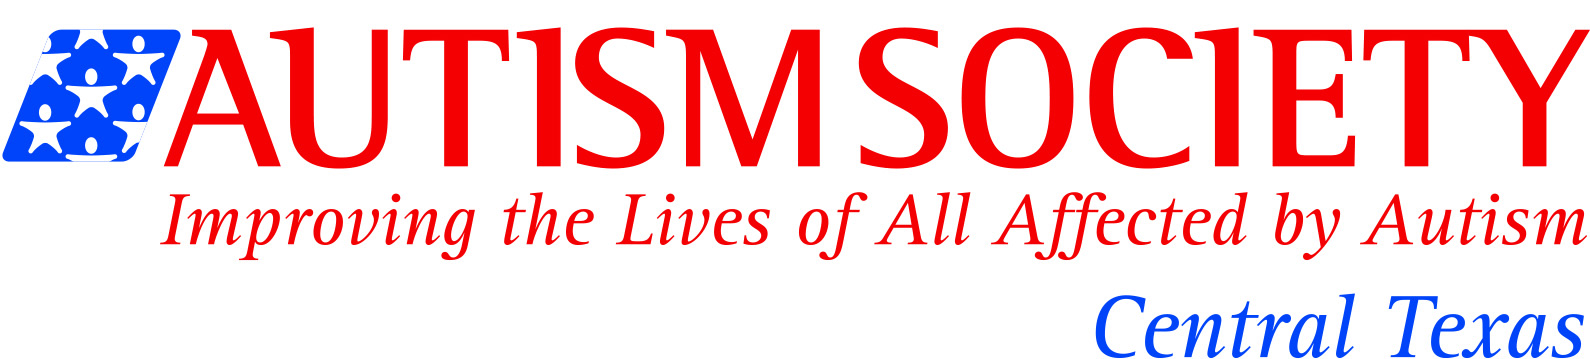 AUTISM SOCIETY
Improving the Lives of All Affected by Autism
Central Texas